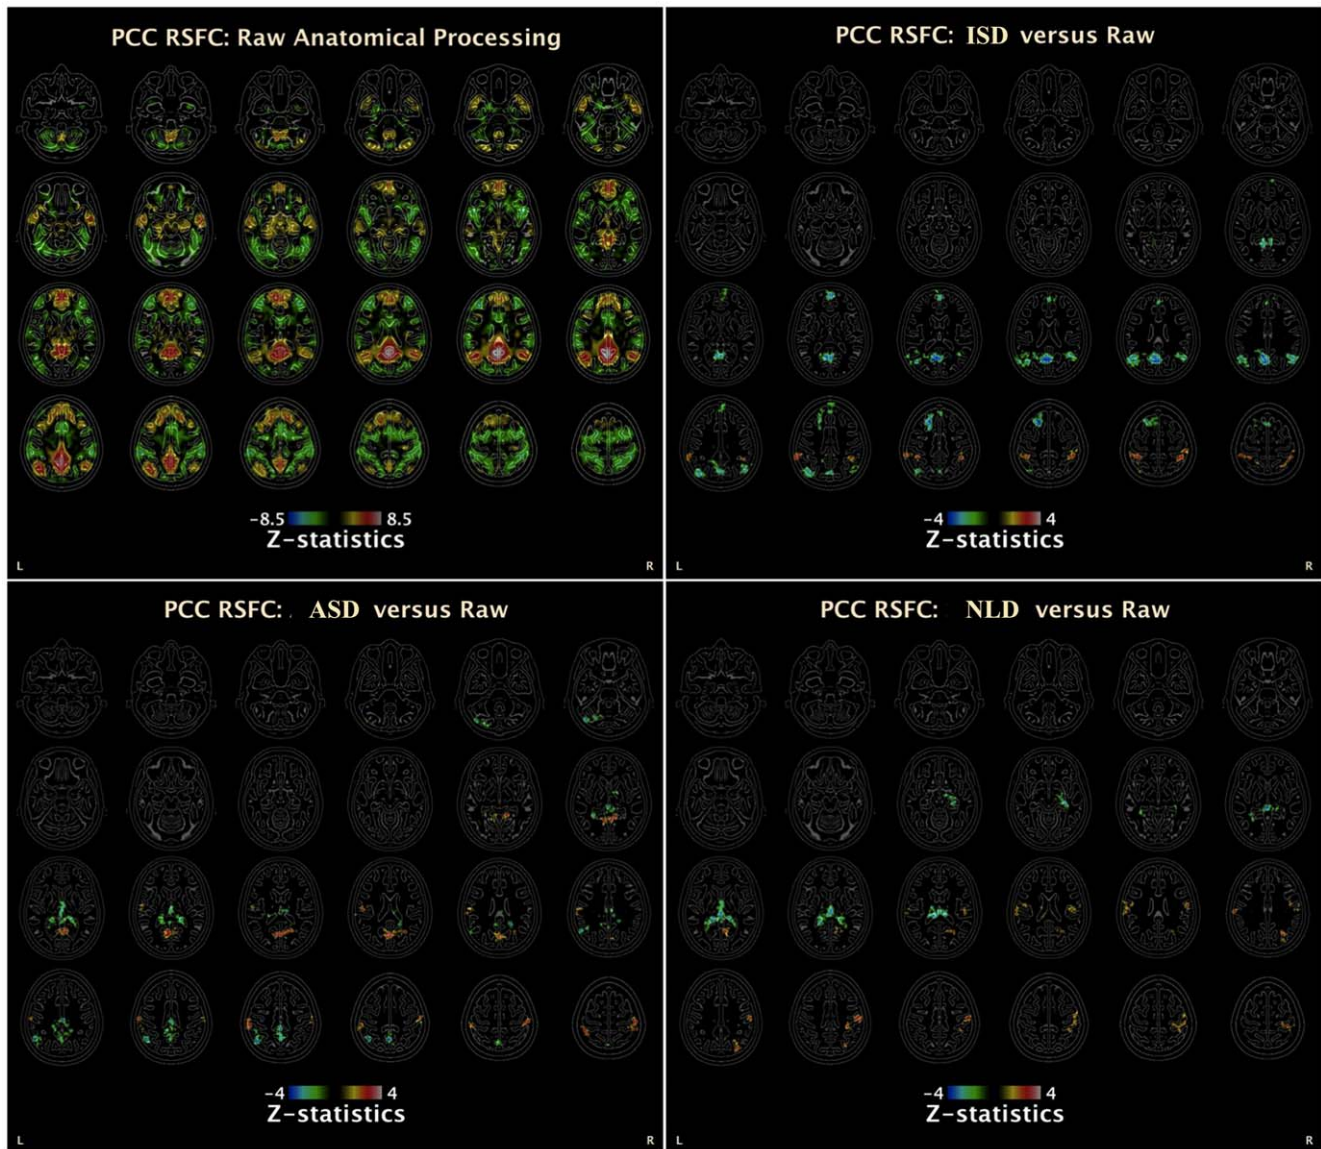 PCC RSFC: Raw Anatomical Processing
-8.5 8.5
Z-statistics
L R
PCC RSFC: ISD versus Raw
-4 4
Z-statistics
L R
PCC RSFC: ASD versus Raw
-4 4
Z-statistics
L R
PCC RSFC: NLD versus Raw
-4 4
Z-statistics
L R